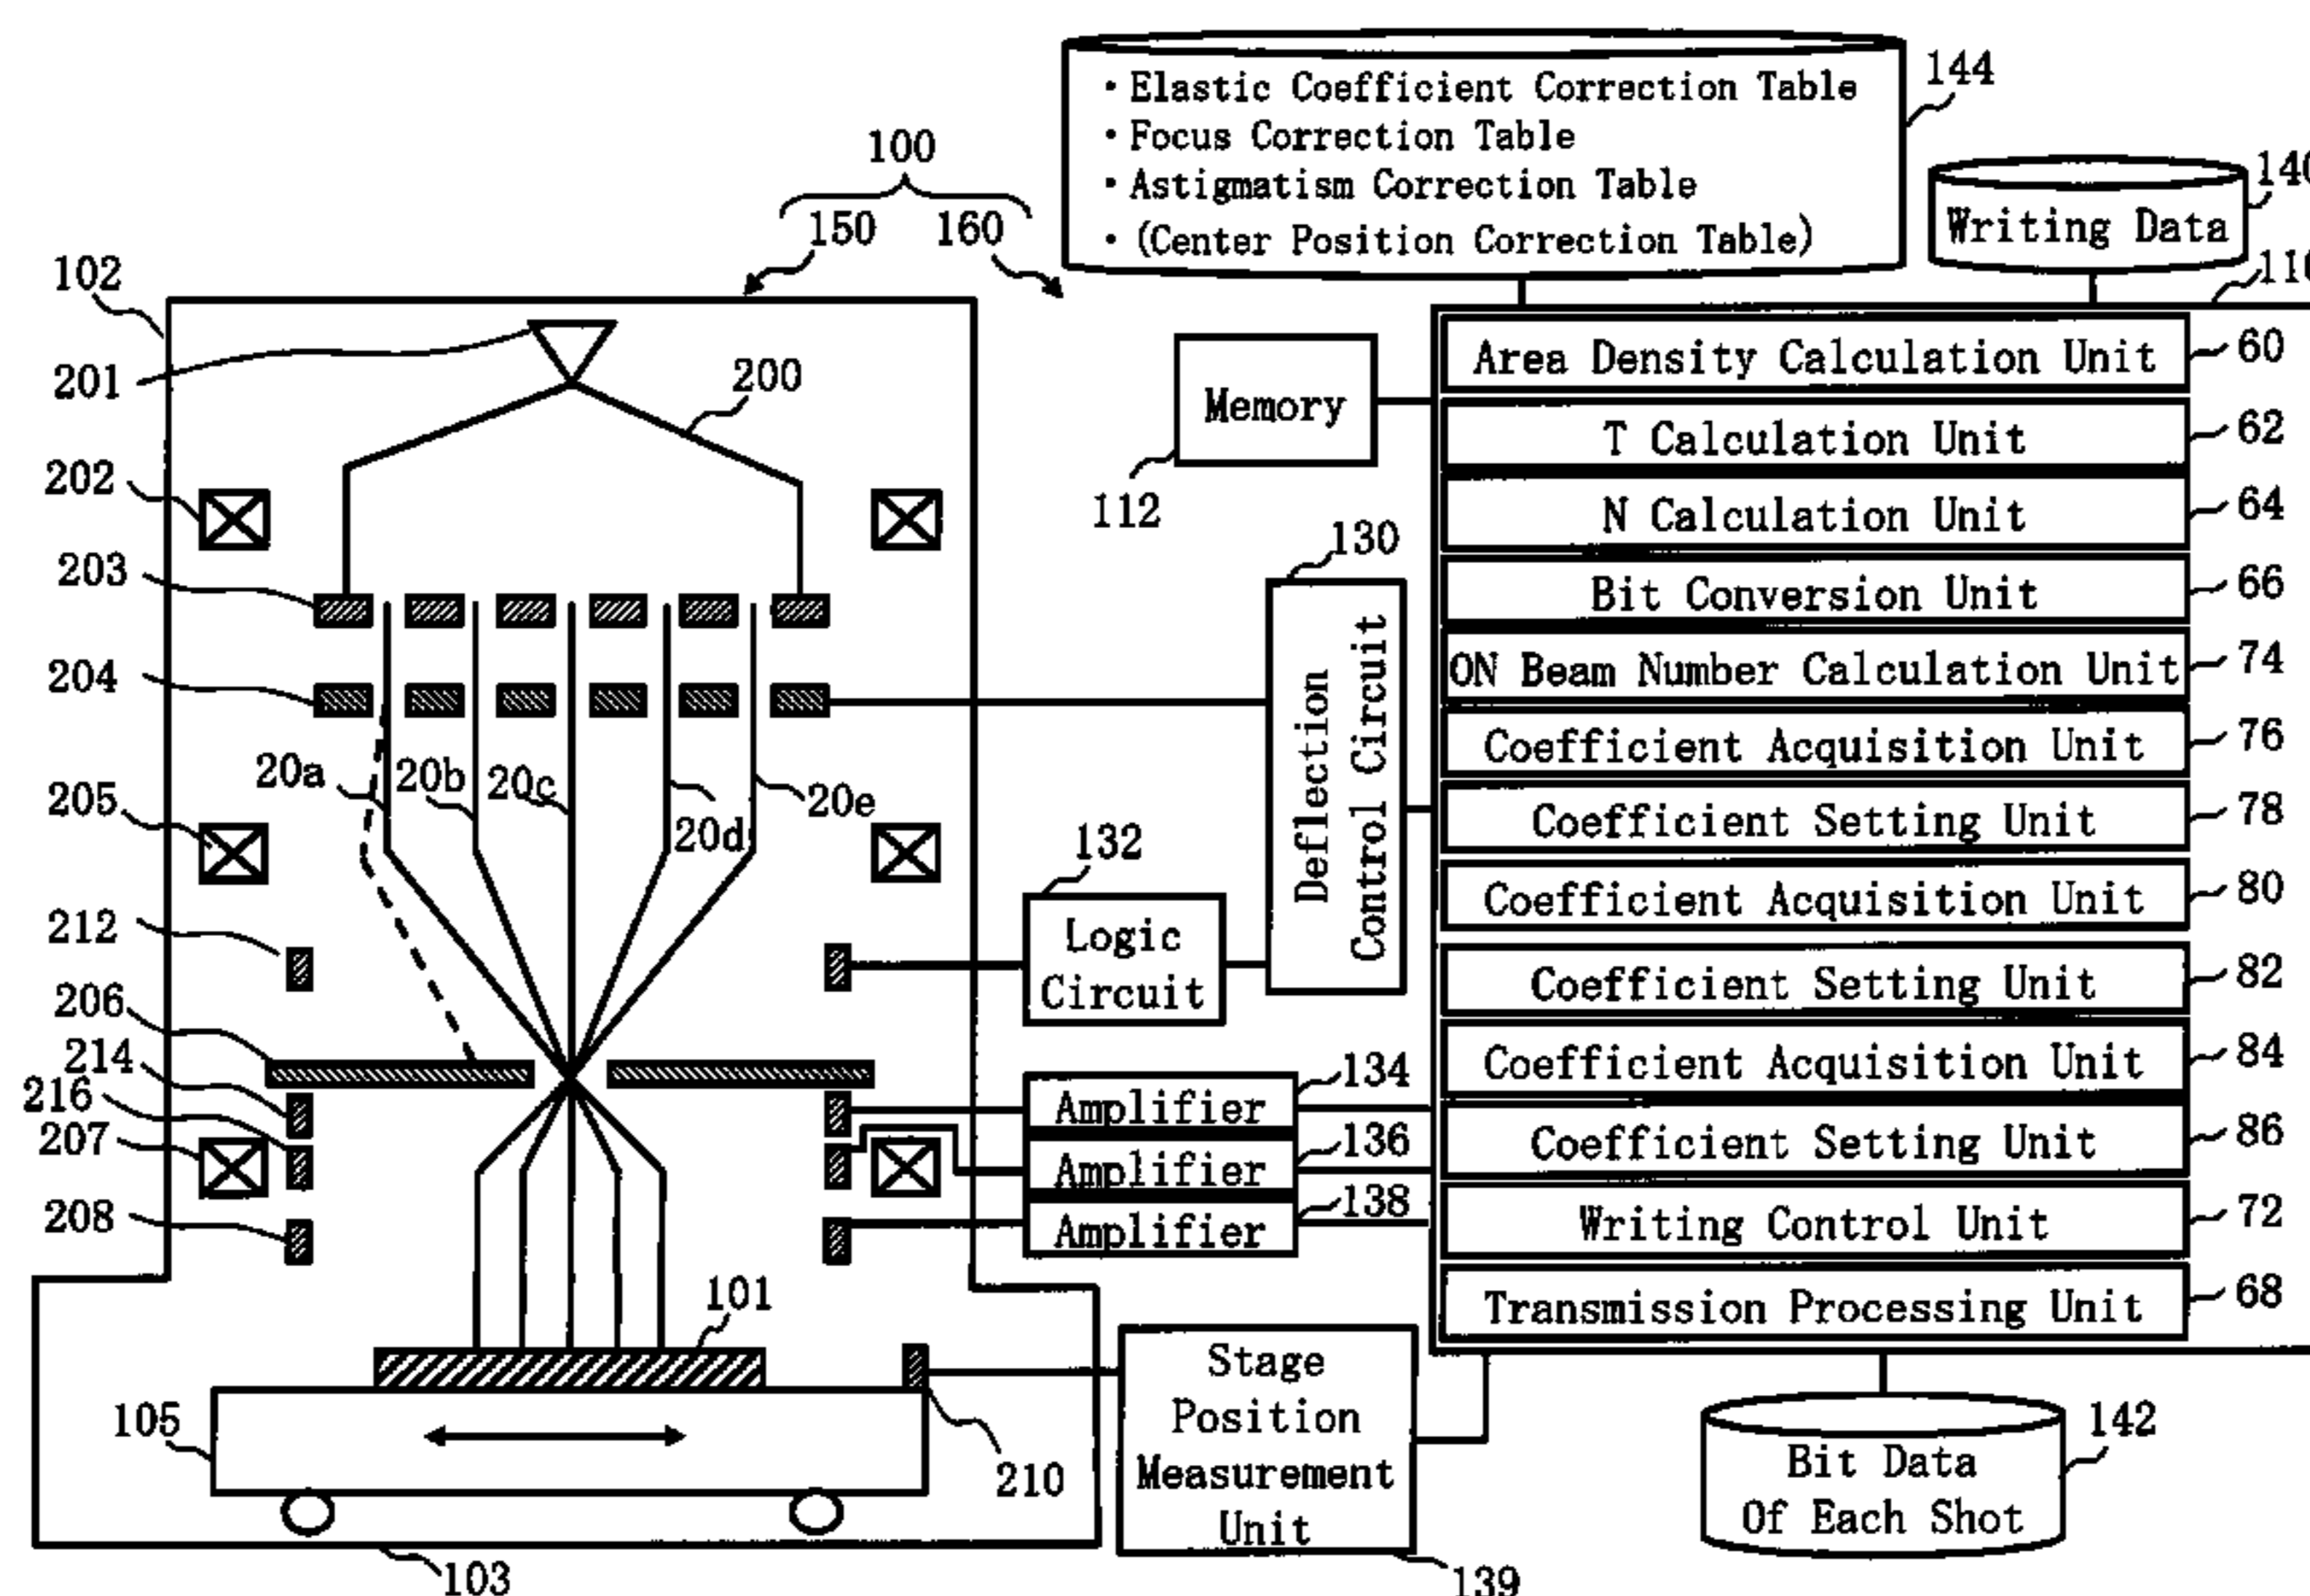 ・Elastic Coefficient Correction Table
・Focus Correction Table
・Astigmatism Correction Table
・(Center Position Correction Table)
144
140
Writing Data
110
100
150 160
102
201
200
202
203
204
205
20a
20b
20c
20d
20e
212
206
214
216
207
208
101
105
210
103
Memory
112
130
Deflection
Control Circuit
132
Logic
Circuit
Amplifier
134
Amplifier
136
Amplifier
138
Stage
Position
Measurement
Unit
139
Area Density Calculation Unit 60
T Calculation Unit 62
N Calculation Unit 64
Bit Conversion Unit 66
ON Beam Number Calculation Unit 74
Coefficient Acquisition Unit 76
Coefficient Setting Unit 78
Coefficient Acquisition Unit 80
Coefficient Setting Unit 82
Coefficient Acquisition Unit 84
Coefficient Setting Unit 86
Writing Control Unit 72
Transmission Processing Unit 68
Bit Data
Of Each Shot
142